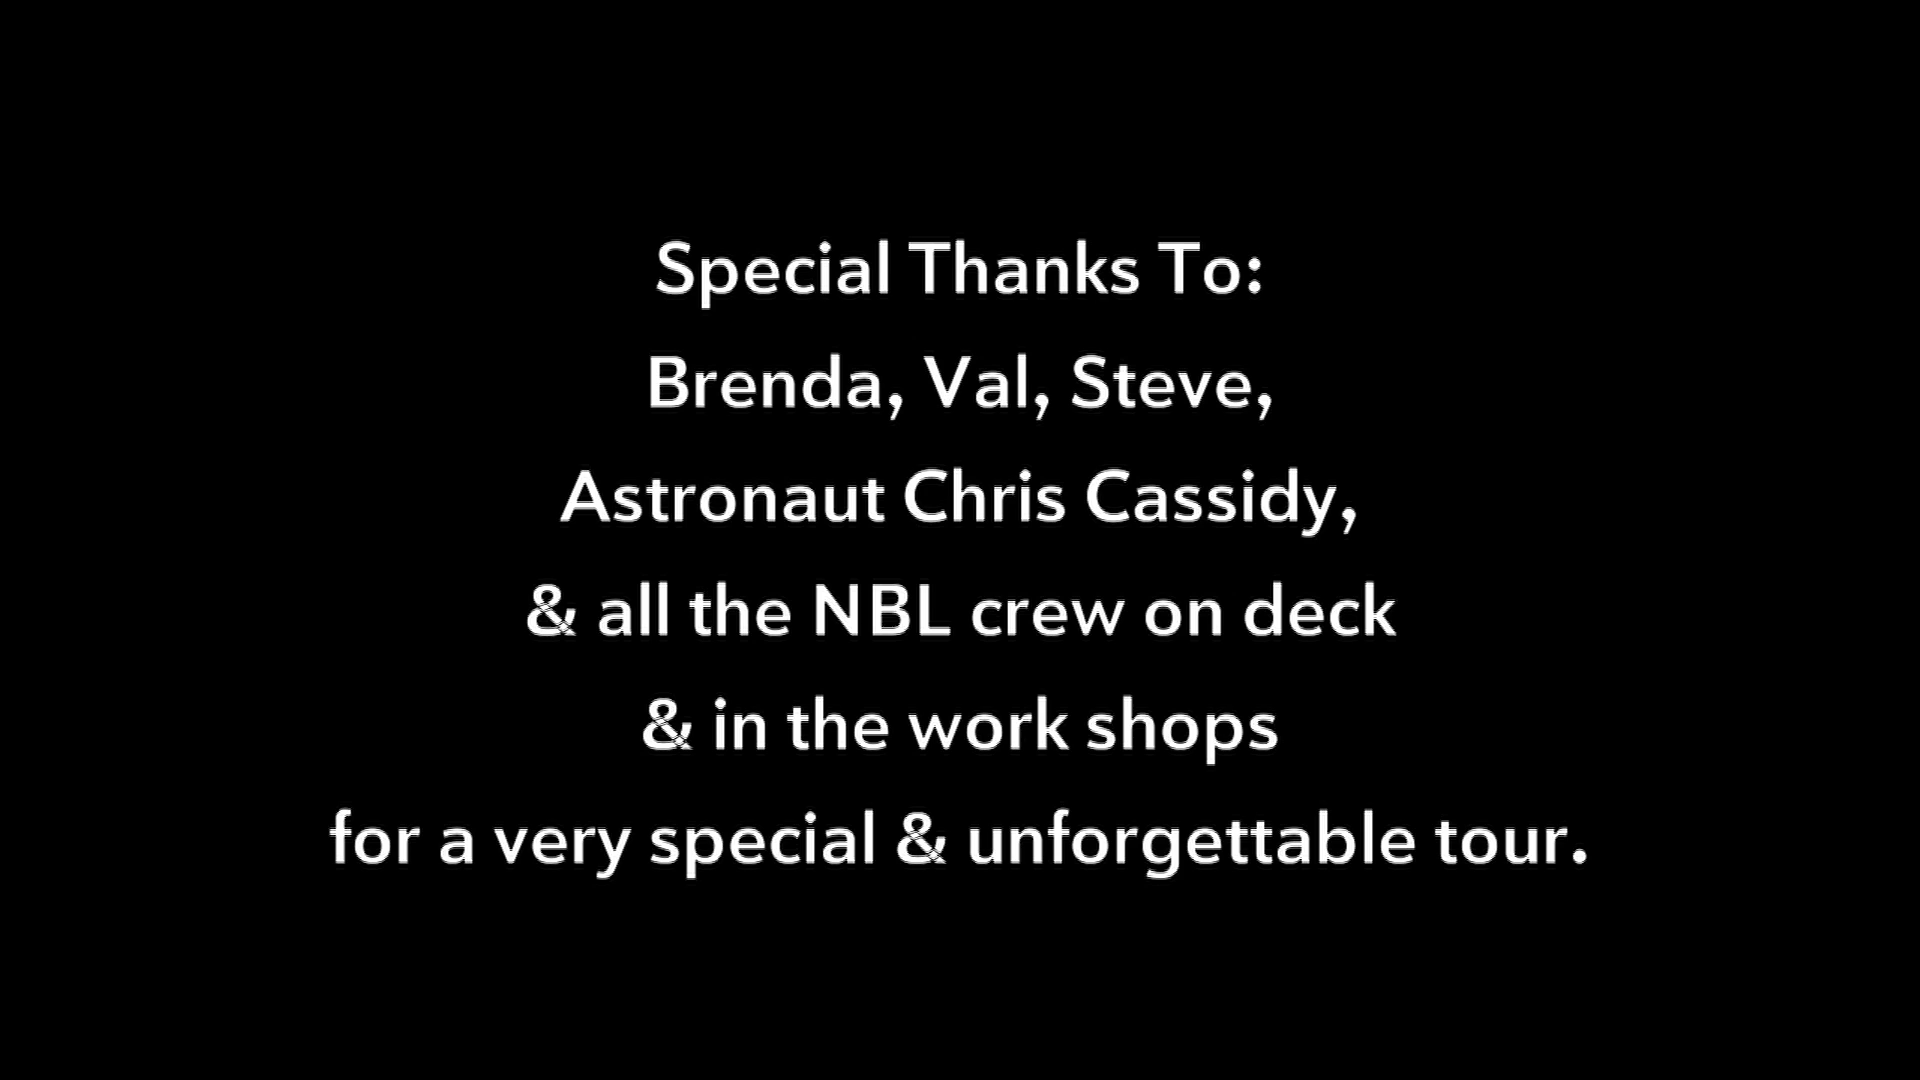 Special Thanks To:
Brenda, Val, Steve,
Astronaut Chris Cassidy,
& all the NBL crew on deck
& in the work shops
for a very special & unforgettable tour.